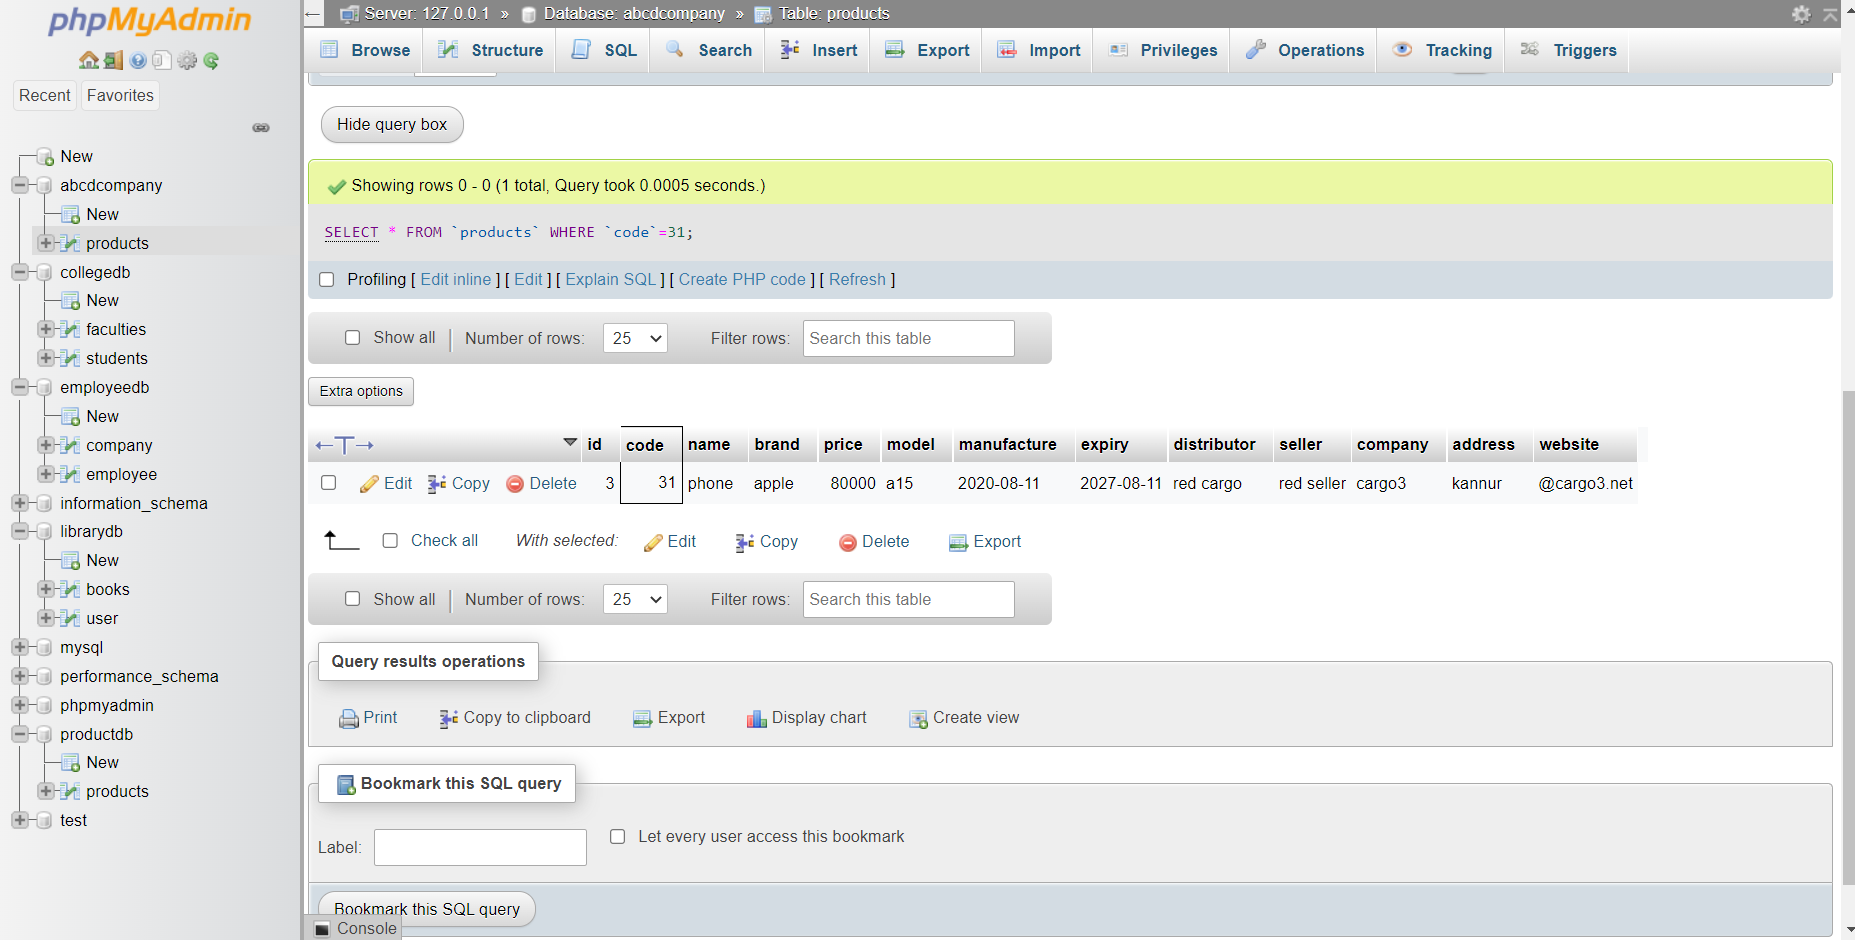 phpMyAdmin
Recent
Favorites
New
abcdcompany
New
products
collegedb
New
faculties
students
employeedb
New
company
employee
information_schema
librarydb
New
books
user
mysql
performance_schema
phpmyadmin
productdb
New
products
test
Server: 127.0.0.1 » Database: abcdcompany » Table: products
Browse Structure SQL Search Insert Export Import Privileges Operations Tracking Triggers
Hide query box
Showing rows 0 - 0 (1 total, Query took 0.0005 seconds.)
SELECT * FROM `products` WHERE `code`=31;
Profiling [ Edit inline ] [ Edit ] [ Explain SQL ] [ Create PHP code ] [ Refresh ]
Show all | Number of rows: 25 Filter rows: Search this table
Extra options
←T→ id code name brand price model manufacture expiry distributor seller company address website
Edit Copy Delete 3 31 phone apple 80000 a15 2020-08-11 2027-08-11 red cargo red seller cargo3 kannur @cargo3.net
Check all With selected: Edit Copy Delete Export
Show all | Number of rows: 25 Filter rows: Search this table
Query results operations
Print Copy to clipboard Export Display chart Create view
Bookmark this SQL query
Label: Let every user access this bookmark
Bookmark this SQL query
Console